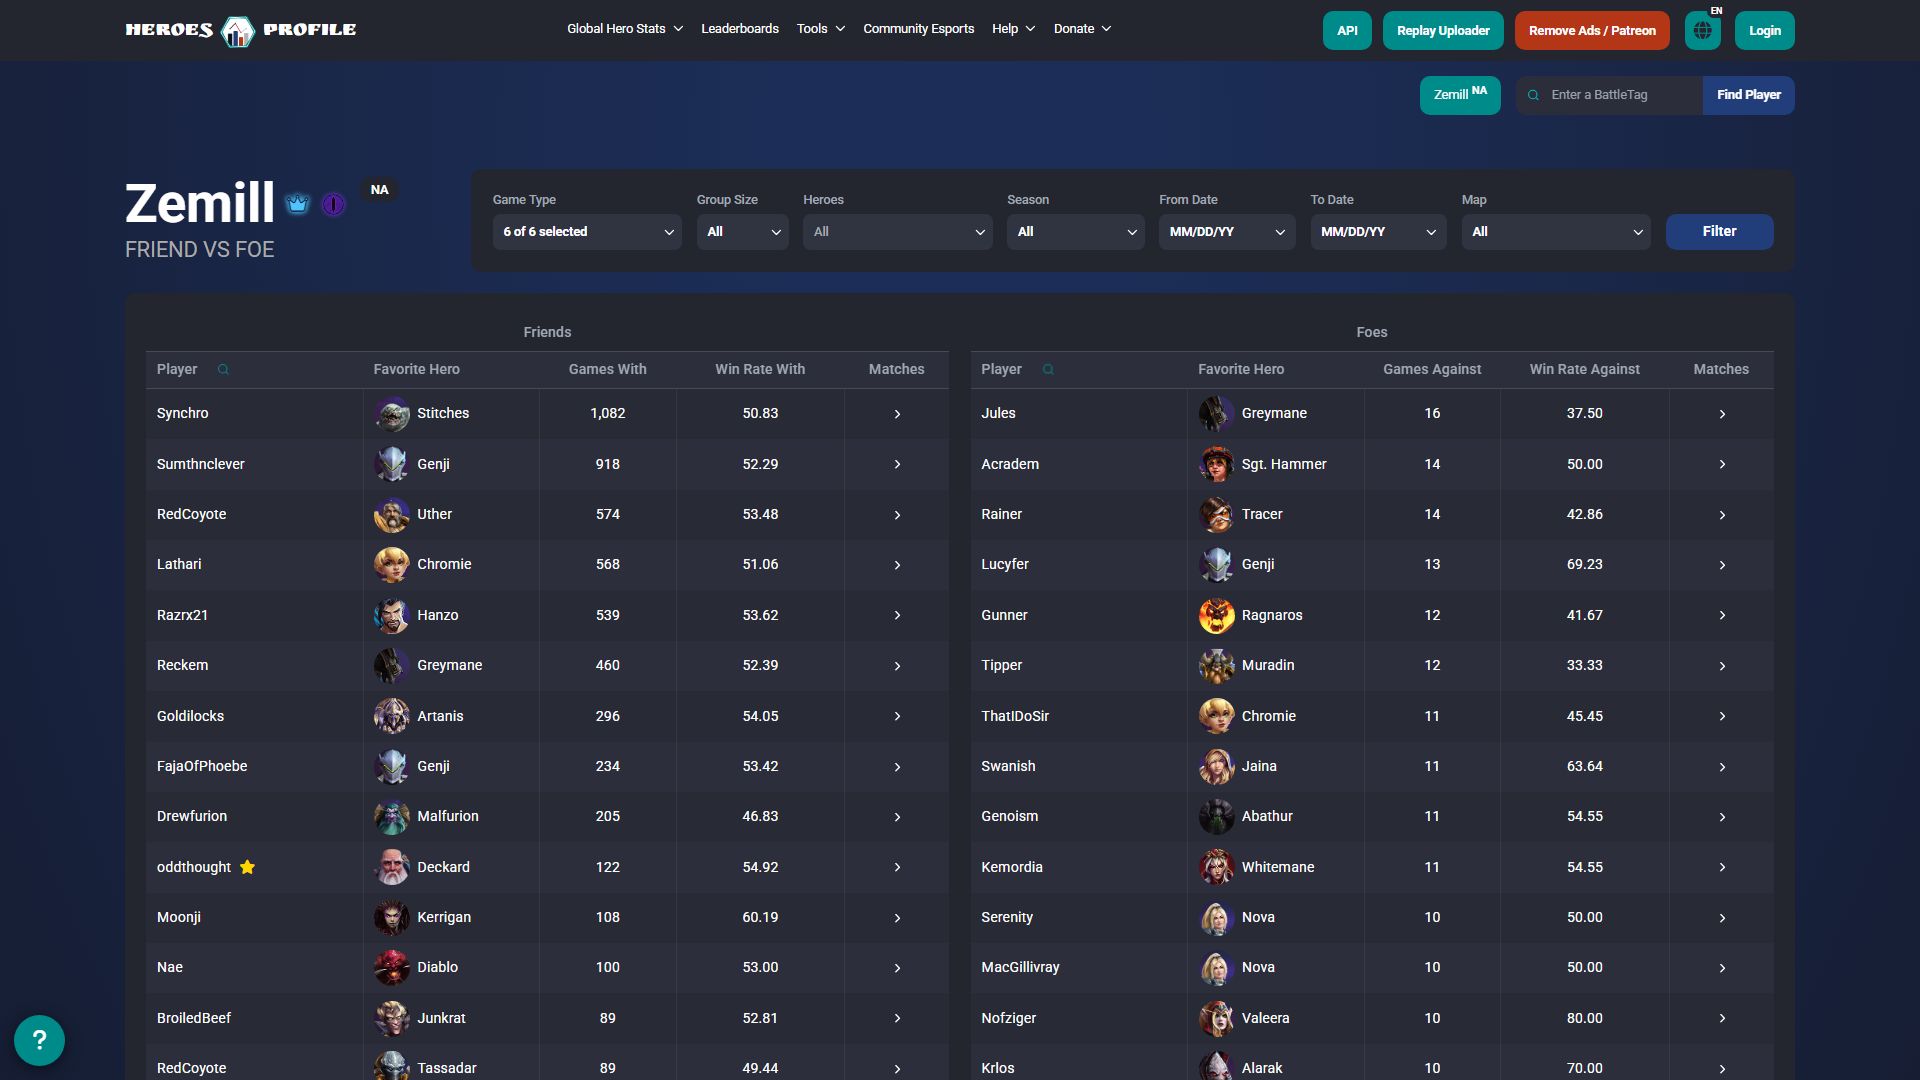 HEROES PROFILE
Global Hero Stats Leaderboards Tools Community Esports Help Donate
API Replay Uploader Remove Ads / Patreon EN Login
Zemill NA Enter a BattleTag Find Player
Zemill NA
FRIEND VS FOE
Game Type Group Size Heroes Season From Date To Date Map
6 of 6 selected All All All MM/DD/YY MM/DD/YY All Filter
Friends
Player Favorite Hero Games With Win Rate With Matches
Synchro Stitches 1,082 50.83
Sumthnclever Genji 918 52.29
RedCoyote Uther 574 53.48
Lathari Chromie 568 51.06
Razrx21 Hanzo 539 53.62
Reckem Greymane 460 52.39
Goldilocks Artanis 296 54.05
FajaOfPhoebe Genji 234 53.42
Drewfurion Malfurion 205 46.83
oddthought Deckard 122 54.92
Moonji Kerrigan 108 60.19
Nae Diablo 100 53.00
BroiledBeef Junkrat 89 52.81
RedCoyote Tassadar 89 49.44
Foes
Player Favorite Hero Games Against Win Rate Against Matches
Jules Greymane 16 37.50
Acradem Sgt. Hammer 14 50.00
Rainer Tracer 14 42.86
Lucyfer Genji 13 69.23
Gunner Ragnaros 12 41.67
Tipper Muradin 12 33.33
ThatIDoSir Chromie 11 45.45
Swanish Jaina 11 63.64
Genoism Abathur 11 54.55
Kemordia Whitemane 11 54.55
Serenity Nova 10 50.00
MacGillivray Nova 10 50.00
Nofziger Valeera 10 80.00
Krlos Alarak 10 70.00
?